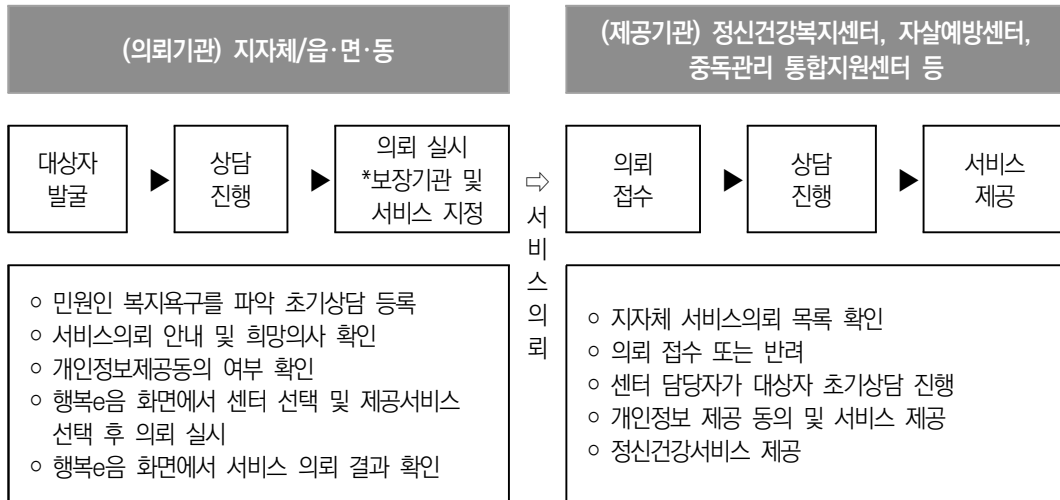 (의뢰기관) 지자체/읍·면·동
(제공기관) 정신건강복지센터, 자살예방센터,
중독관리 통합지원센터 등
대상자
발굴
▶
상담
진행
▶
의뢰 실시
*보장기관 및
서비스 지정
⇨
서
비
스
의
뢰
의뢰
접수
▶
상담
진행
▶
서비스
제공
○ 민원인 복지욕구를 파악 초기상담 등록
○ 서비스의뢰 안내 및 희망의사 확인
○ 개인정보제공동의 여부 확인
○ 행복e음 화면에서 센터 선택 및 제공서비스
선택 후 의뢰 실시
○ 행복e음 화면에서 서비스 의뢰 결과 확인
○ 지자체 서비스의뢰 목록 확인
○ 의뢰 접수 또는 반려
○ 센터 담당자가 대상자 초기상담 진행
○ 개인정보 제공 동의 및 서비스 제공
○ 정신건강서비스 제공